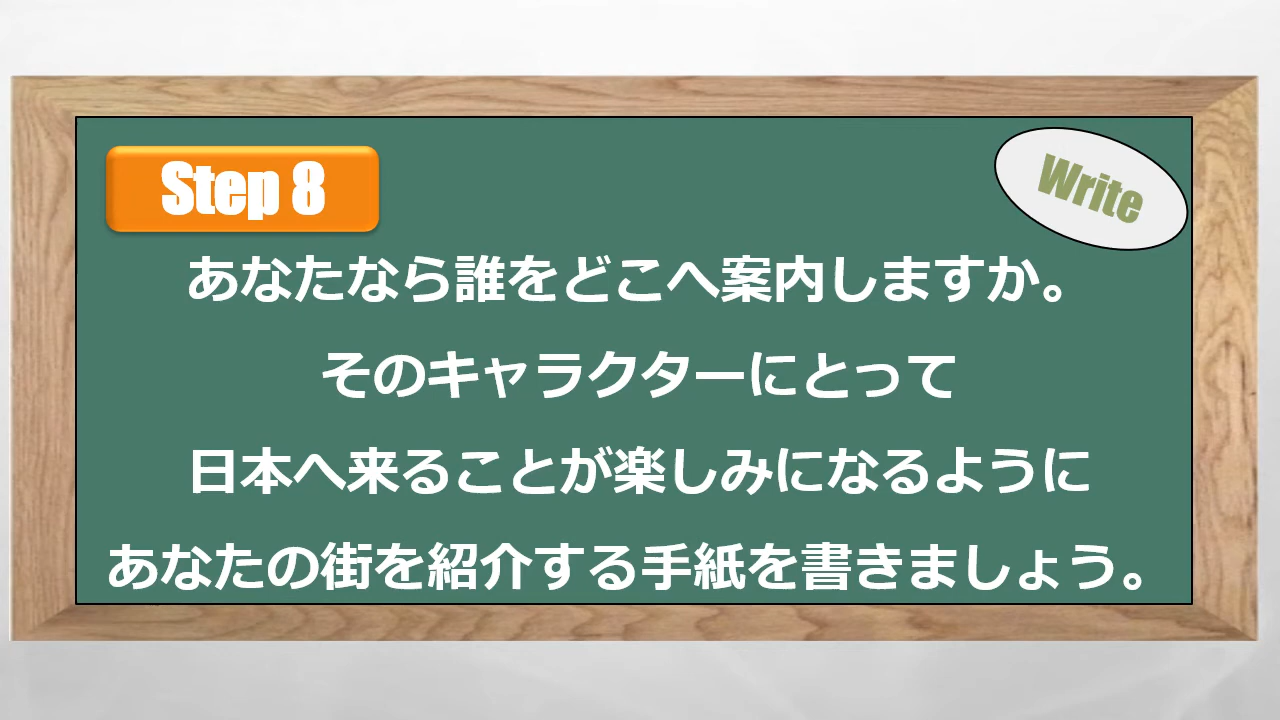 Step 8
Write
あなたなら誰をどこへ案内しますか。
そのキャラクターにとって
日本へ来ることが楽しみになるように
あなたの街を紹介する手紙を書きましょう。